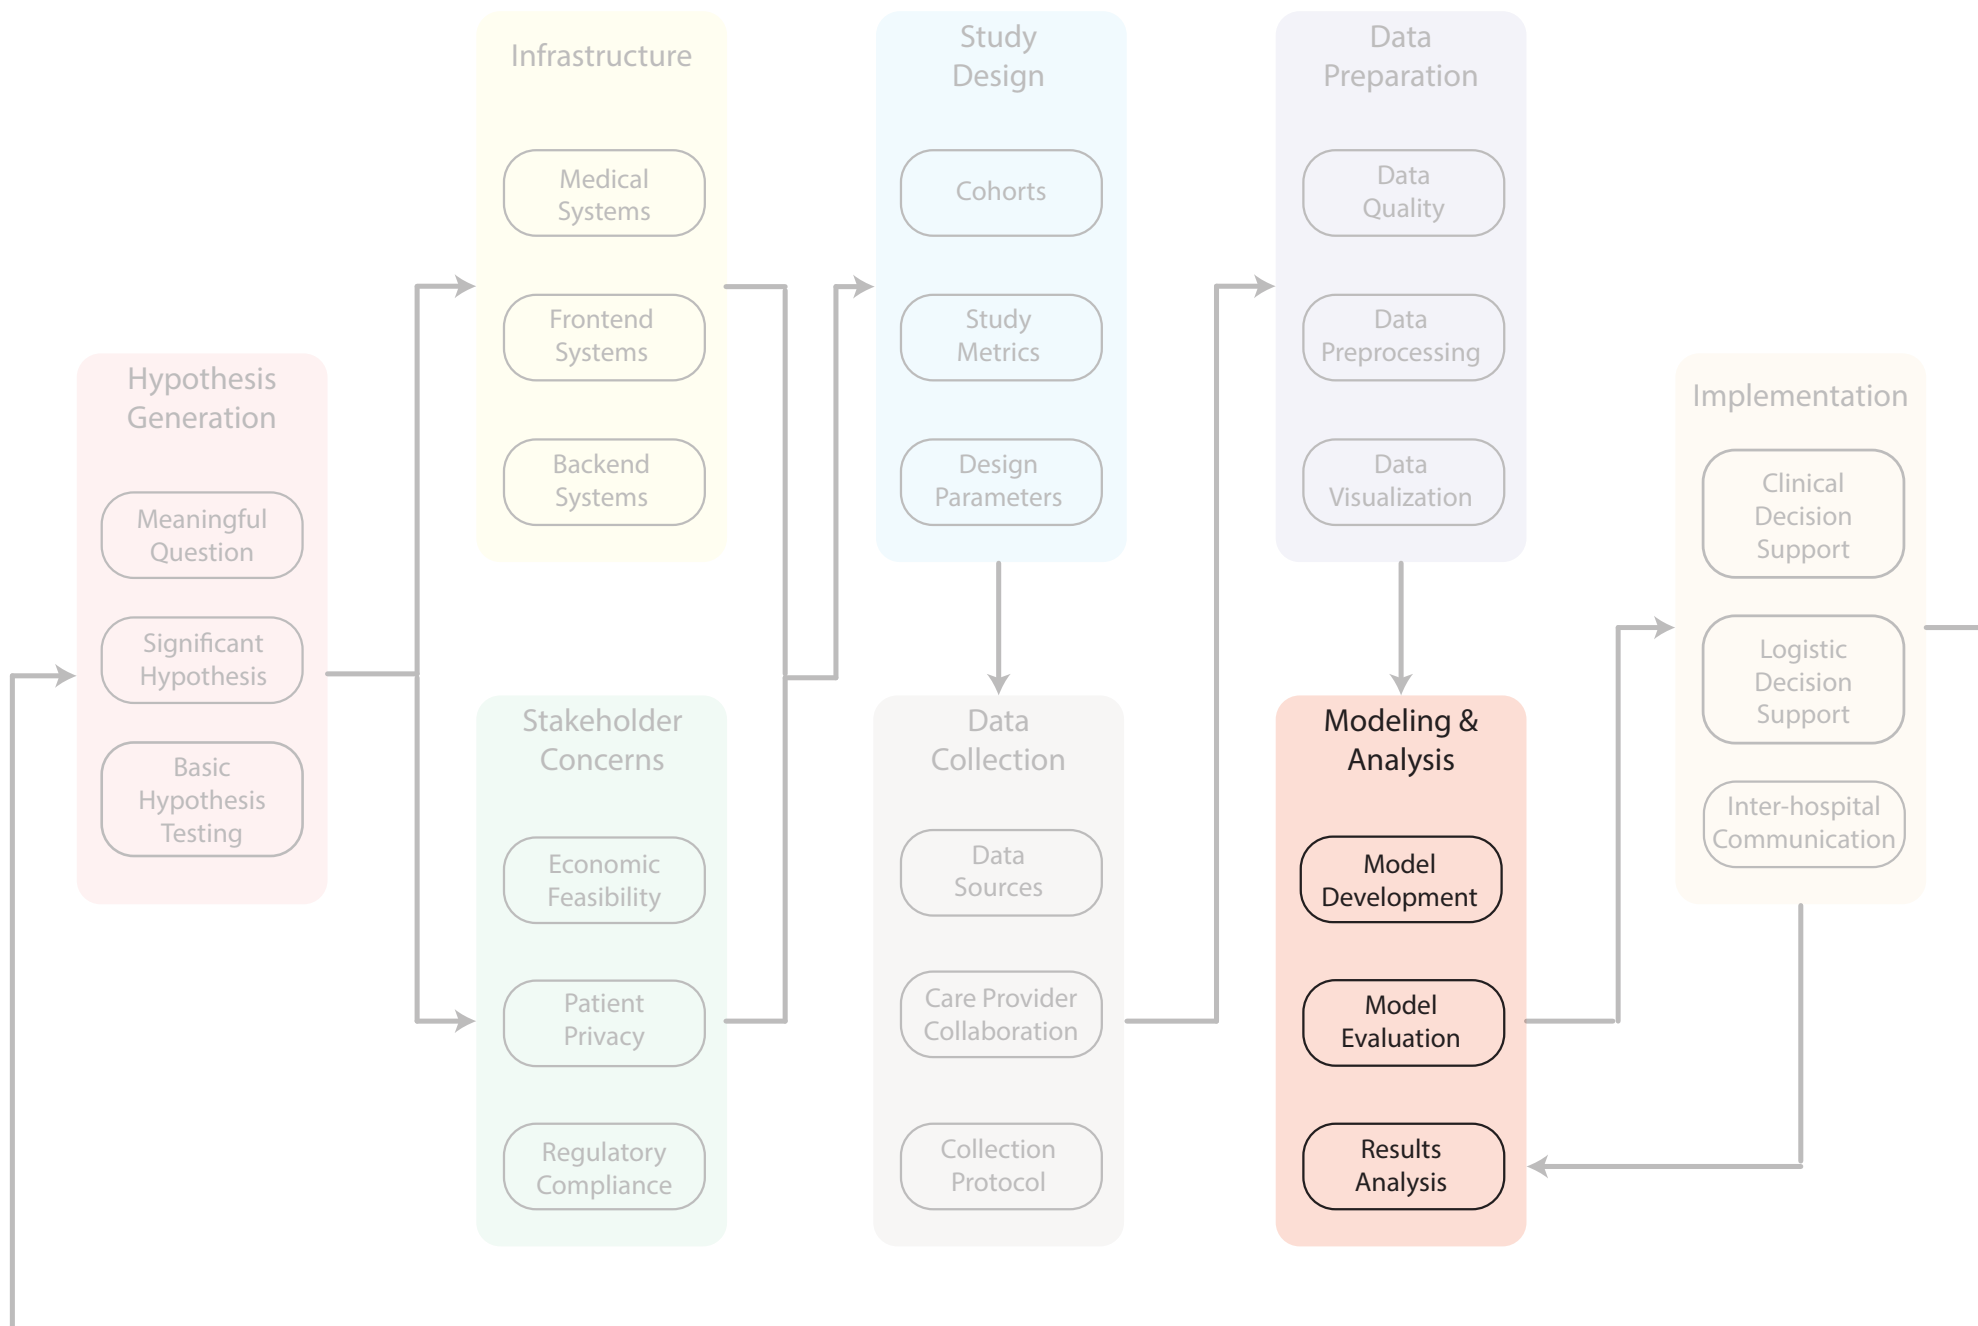 Hypothesis
Generation
Meaningful
Question
Significant
Hypothesis
Basic
Hypothesis
Testing
Infrastructure
Medical
Systems
Frontend
Systems
Backend
Systems
Stakeholder
Concerns
Economic
Feasibility
Patient
Privacy
Regulatory
Compliance
Study
Design
Cohorts
Study
Metrics
Design
Parameters
Data
Collection
Data
Sources
Care Provider
Collaboration
Collection
Protocol
Data
Preparation
Data
Quality
Data
Preprocessing
Data
Visualization
Modeling &
Analysis
Model
Development
Model
Evaluation
Results
Analysis
Implementation
Clinical
Decision
Support
Logistic
Decision
Support
Inter-hospital
Communication